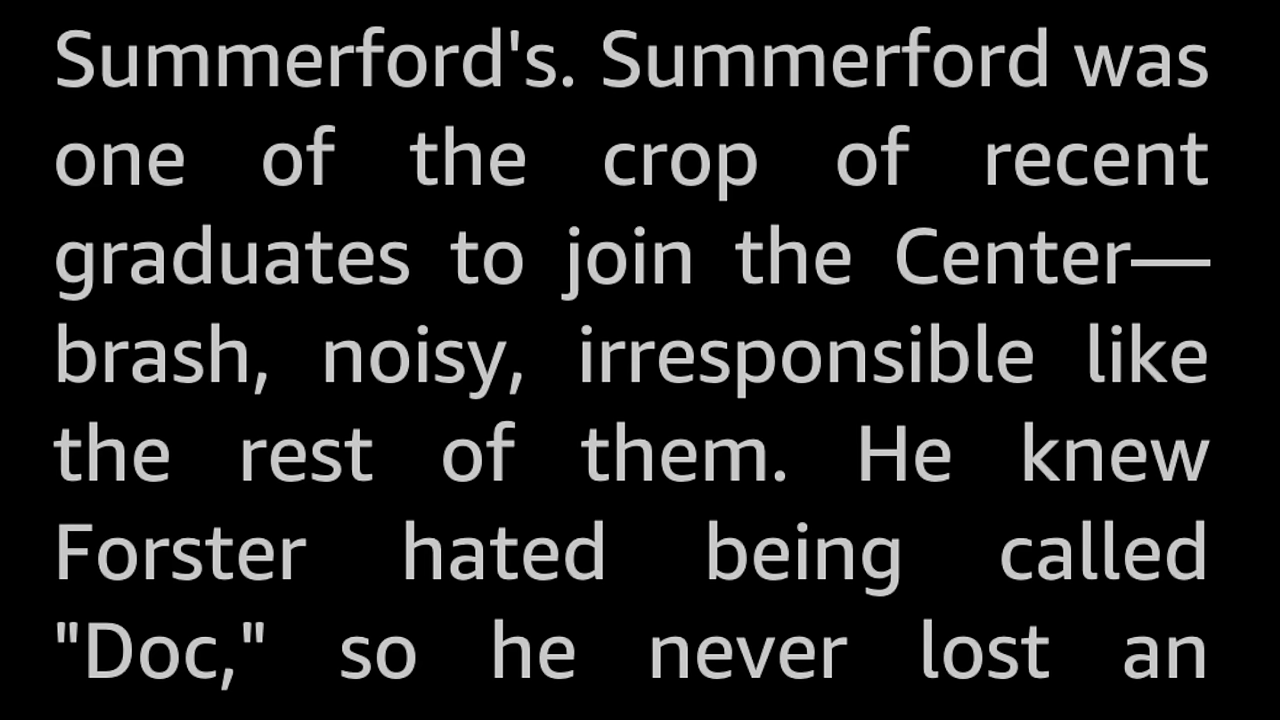 Summerford's. Summerford was
one of the crop of recent
graduates to join the Center—
brash, noisy, irresponsible like
the rest of them. He knew
Forster hated being called
"Doc," so he never lost an